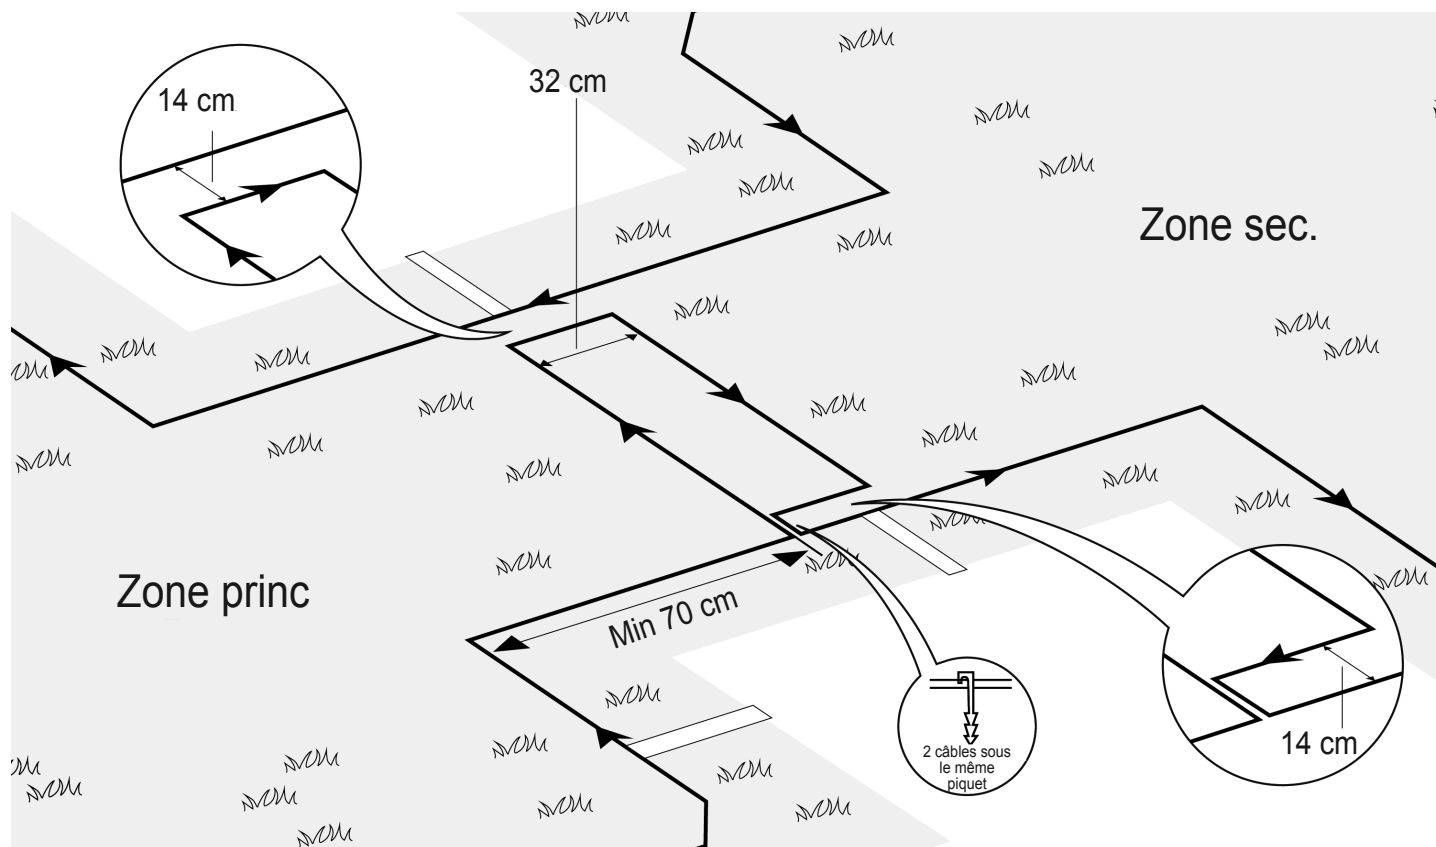 14 cm
32 cm
Zone sec.
Zone princ
Min 70 cm
2 câbles sous
le même
piquet
14 cm